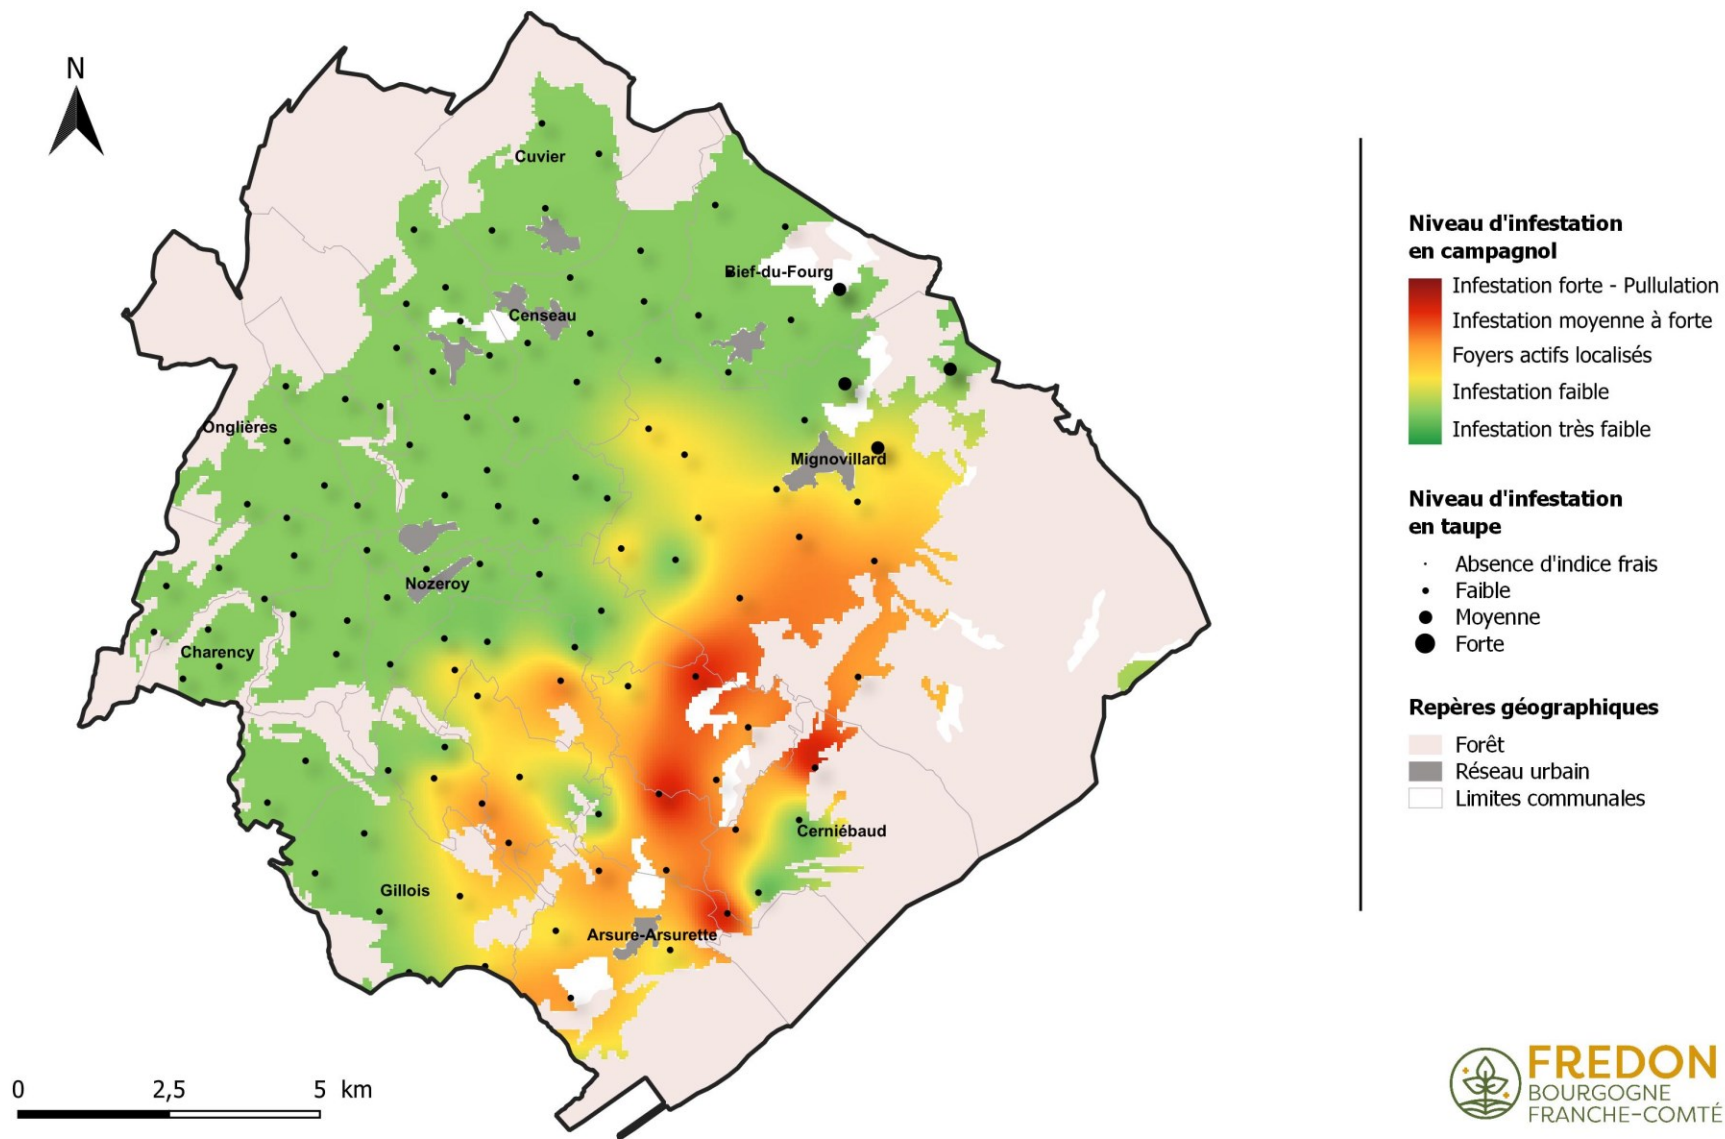 N
Cuvier
Bief-du-Fourg
Censeau
Onglières
Mignovillard
Nozeroy
Charency
Cerniébaud
Gillois
Arsure-Arsurette
0 2,5 5 km
Niveau d'infestation
en campagnol
Infestation forte - Pullulation
Infestation moyenne à forte
Foyers actifs localisés
Infestation faible
Infestation très faible
Niveau d'infestation
en taupe
Absence d'indice frais
Faible
Moyenne
Forte
Repères géographiques
Forêt
Réseau urbain
Limites communales
FREDON
BOURGOGNE
FRANCHE-COMTÉ